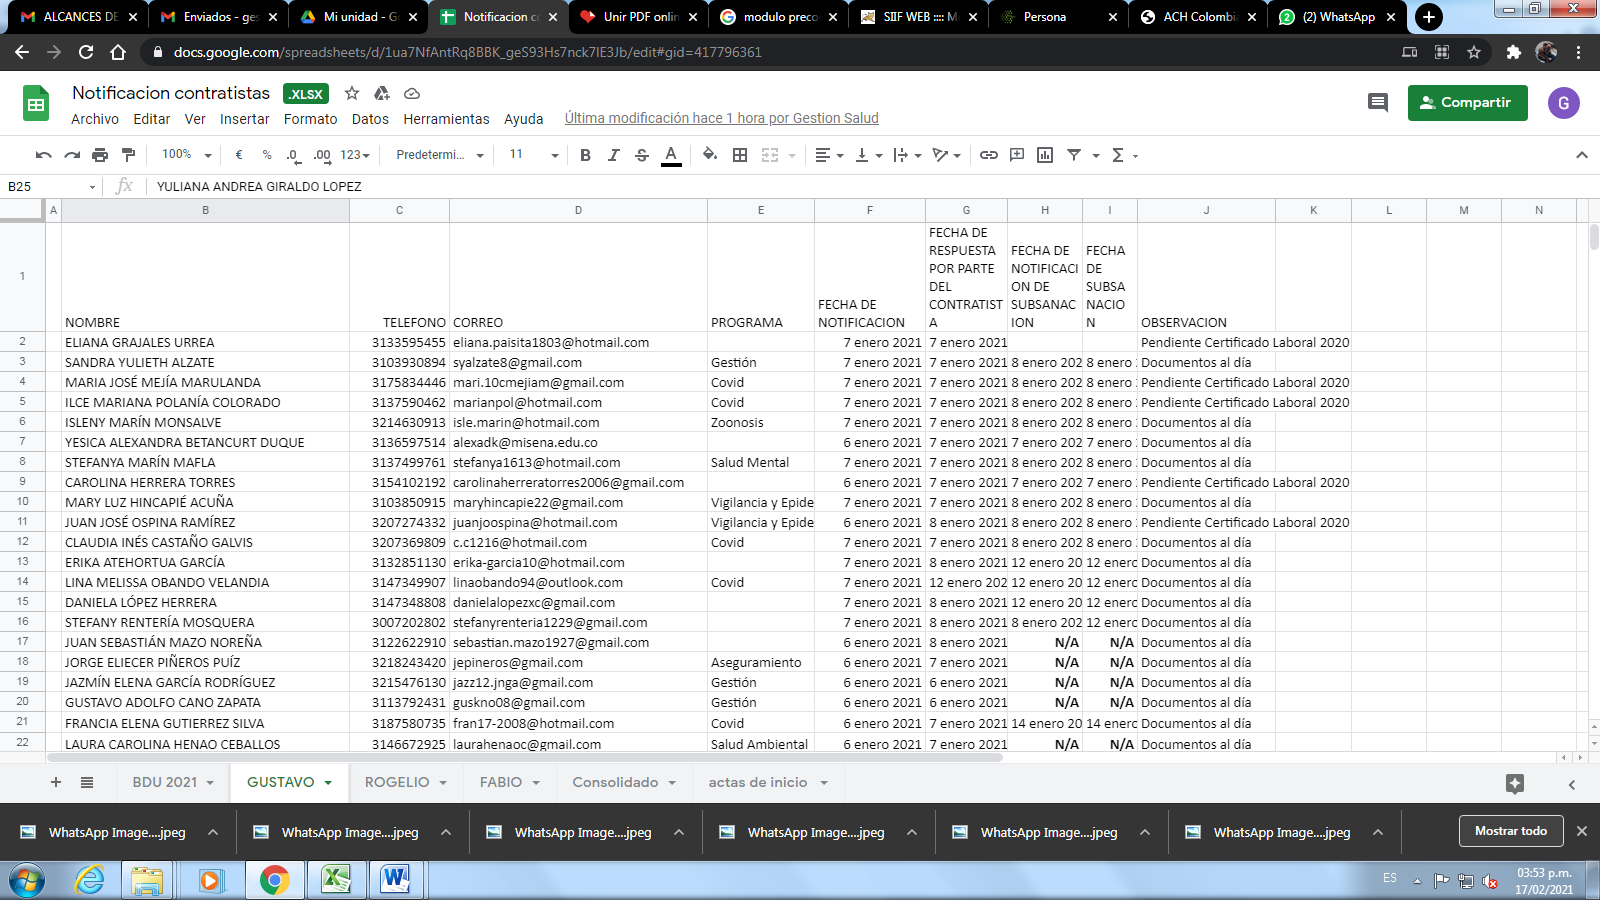 ALCANCES DE
Enviados - ges
Mi unidad - G
Notificacion co
Unir PDF onlin
modulo preco
SIIF WEB :::: M
Persona
ACH Colombi
(2) WhatsApp
docs.google.com/spreadsheets/d/1ua7NfAntRq8BBK_geS93Hs7nck7IE3Jb/edit#gid=417796361
Notificacion contratistas .XLSX
Compartir
G
Archivo Editar Ver Insertar Formato Datos Herramientas Ayuda Última modificación hace 1 hora por Gestion Salud
100% € % .0 .00 123 Predetermi... 11 B I S A Σ
B25 fx YULIANA ANDREA GIRALDO LOPEZ
A B C D E F G H I J K L M N
1 NOMBRE TELEFONO CORREO PROGRAMA FECHA DE NOTIFICACION FECHA DE RESPUESTA POR PARTE DEL CONTRATISTA FECHA DE NOTIFICACION DE SUBSANACION FECHA DE SUBSANACION OBSERVACION
2 ELIANA GRAJALES URREA 3133595455 eliana.paisita1803@hotmail.com 7 enero 2021 7 enero 2021 Pendiente Certificado Laboral 2020
3 SANDRA YULIETH ALZATE 3103930894 syalzate8@gmail.com Gestión 7 enero 2021 7 enero 2021 8 enero 202 8 enero Documentos al día
4 MARIA JOSÉ MEJÍA MARULANDA 3175834446 mari.10cmejiam@gmail.com Covid 7 enero 2021 7 enero 2021 8 enero 202 8 enero Pendiente Certificado Laboral 2020
5 ILCE MARIANA POLANÍA COLORADO 3137590462 marianpol@hotmail.com Covid 7 enero 2021 7 enero 2021 8 enero 202 8 enero Pendiente Certificado Laboral 2020
6 ISLENY MARÍN MONSALVE 3214630913 isle.marin@hotmail.com Zoonosis 7 enero 2021 7 enero 2021 8 enero 202 8 enero Documentos al día
7 YESICA ALEXANDRA BETANCURT DUQUE 3136597514 alexadk@misena.edu.co 6 enero 2021 7 enero 2021 7 enero 202 7 enero Documentos al día
8 STEFANYA MARÍN MAFLA 3137499761 stefanya1613@hotmail.com Salud Mental 7 enero 2021 7 enero 2021 8 enero 202 8 enero Documentos al día
9 CAROLINA HERRERA TORRES 3154102192 carolinaherreratorres2006@gmail.com 6 enero 2021 7 enero 2021 7 enero 202 7 enero Pendiente Certificado Laboral 2020
10 MARY LUZ HINCAPIÉ ACUÑA 3103850915 maryhincapie22@gmail.com Vigilancia y Epide 7 enero 2021 7 enero 2021 8 enero 202 8 enero Documentos al día
11 JUAN JOSÉ OSPINA RAMÍREZ 3207274332 juanjoospina@hotmail.com Vigilancia y Epide 6 enero 2021 8 enero 2021 8 enero 202 8 enero Pendiente Certificado Laboral 2020
12 CLAUDIA INÉS CASTAÑO GALVIS 3207369809 c.c1216@hotmail.com Covid 7 enero 2021 7 enero 2021 8 enero 202 8 enero Documentos al día
13 ERIKA ATEHORTUA GARCÍA 3132851130 erika-garcia10@hotmail.com 7 enero 2021 8 enero 2021 12 enero 20 12 enero Documentos al día
14 LINA MELISSA OBANDO VELANDIA 3147349907 linaobando94@outlook.com Covid 7 enero 2021 12 enero 202 12 enero 20 12 enero Documentos al día
15 DANIELA LÓPEZ HERRERA 3147348808 danielalopezxc@gmail.com 7 enero 2021 8 enero 2021 12 enero 20 12 enero Documentos al día
16 STEFANY RENTERÍA MOSQUERA 3007202802 stefanyrenteria1229@gmail.com 7 enero 2021 8 enero 2021 8 enero 202 12 enero Documentos al día
17 JUAN SEBASTIÁN MAZO NOREÑA 3122622910 sebastian.mazo1927@gmail.com 6 enero 2021 8 enero 2021 N/A N/A Documentos al día
18 JORGE ELIECER PIÑEROS PUÍZ 3218243420 jepineros@gmail.com Aseguramiento 6 enero 2021 7 enero 2021 N/A N/A Documentos al día
19 JAZMÍN ELENA GARCÍA RODRÍGUEZ 3215476130 jazz12.jnga@gmail.com Gestión 6 enero 2021 6 enero 2021 N/A N/A Documentos al día
20 GUSTAVO ADOLFO CANO ZAPATA 3113792431 guskno08@gmail.com Gestión 6 enero 2021 6 enero 2021 N/A N/A Documentos al día
21 FRANCIA ELENA GUTIERREZ SILVA 3187580735 fran17-2008@hotmail.com Covid 6 enero 2021 7 enero 2021 14 enero 20 14 enero Documentos al día
22 LAURA CAROLINA HENAO CEBALLOS 3146672925 laurahenaoc@gmail.com Salud Ambiental 6 enero 2021 7 enero 2021 N/A N/A Documentos al día
BDU 2021 GUSTAVO ROGELIO FABIO Consolidado actas de inicio
WhatsApp Image....jpeg WhatsApp Image....jpeg WhatsApp Image....jpeg WhatsApp Image....jpeg WhatsApp Image....jpeg WhatsApp Image....jpeg Mostrar todo
ES
03:53 p.m.
17/02/2021